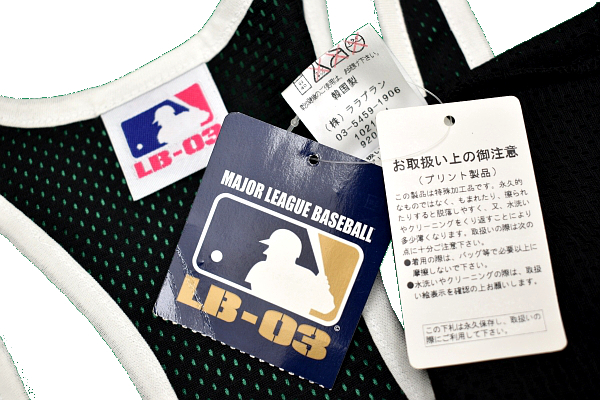 LB-03
MAJOR LEAGUE BASEBALL
LB-03
©
韓国製
(株) ララプラン
03-5459-1906
お取扱い上の御注意
(プリント製品)
この製品は特殊加工品です。永久的
なものではなく、もまれたり、擦られ
たりすると脱落しやすく、又、水洗い
やクリーニングをくり返すことにより
多少薄くなります。取扱いの際は次の
点に十分ご注意下さい。
●着用の際は、バッグ等で必要以上に
摩擦しないで下さい。
●水洗いやクリーニングの際は、取扱
い絵表示を確認の上お願いします。
この下札は永久保存し、取扱いの
際にご利用して下さい。